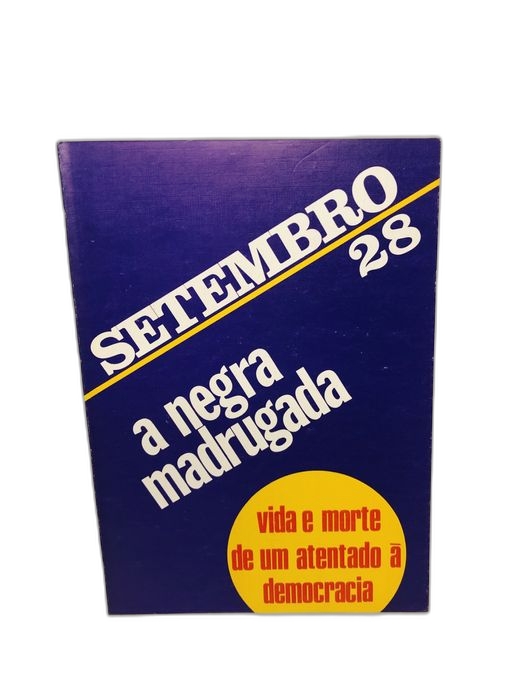 SETEMBRO
28
a negra
madrugada
vida e morte
de um atentado à
democracia